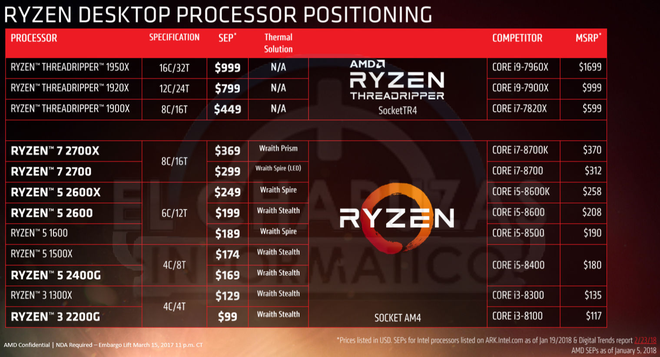 RYZEN DESKTOP PROCESSOR POSITIONING
PROCESSOR SPECIFICATION SEP* Thermal Solution COMPETITOR MSRP*
RYZEN™ THREADRIPPER™ 1950X 16C/32T $999 N/A CORE i9-7960X $1699
RYZEN™ THREADRIPPER™ 1920X 12C/24T $799 N/A CORE i9-7900X $999
RYZEN™ THREADRIPPER™ 1900X 8C/16T $449 N/A CORE i7-7820X $599
AMD
RYZEN
THREADRIPPER
SocketTR4
RYZEN™ 7 2700X 8C/16T $369 Wraith Prism CORE i7-8700K $370
RYZEN™ 7 2700 $299 Wraith Spire (LED) CORE i7-8700 $312
RYZEN™ 5 2600X 6C/12T $249 Wraith Spire CORE i5-8600K $258
RYZEN™ 5 2600 $199 Wraith Stealth CORE i5-8600 $208
RYZEN™ 5 1600 $189 Wraith Spire CORE i5-8500 $190
RYZEN™ 5 1500X 4C/8T $174 Wraith Stealth CORE i5-8400 $180
RYZEN™ 5 2400G $169 Wraith Stealth
RYZEN™ 3 1300X 4C/4T $129 Wraith Stealth CORE i3-8300 $135
RYZEN™ 3 2200G $99 Wraith Stealth CORE i3-8100 $117
RYZEN
SOCKET AM4
EL CHAPUZAS
INFORMÁTICO
AMD Confidential | NDA Required – Embargo Lift March 15, 2017 12 p.m. CT
*Prices listed in USD. SEPs for Intel processors listed on ARK.Intel.com as of Jan 19/2018 & Digital Trends report 2/21/18
AMD SEPs as of January 5, 2018